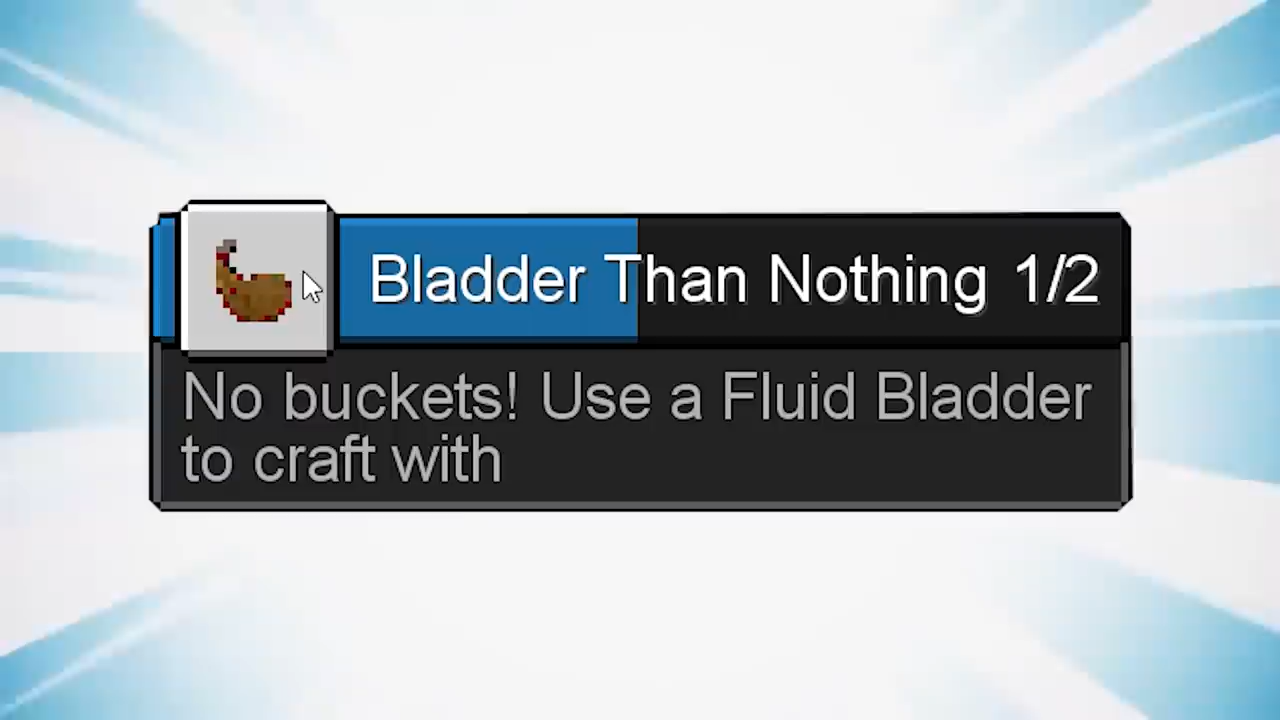 Bladder Than Nothing 1/2
No buckets! Use a Fluid Bladder
to craft with